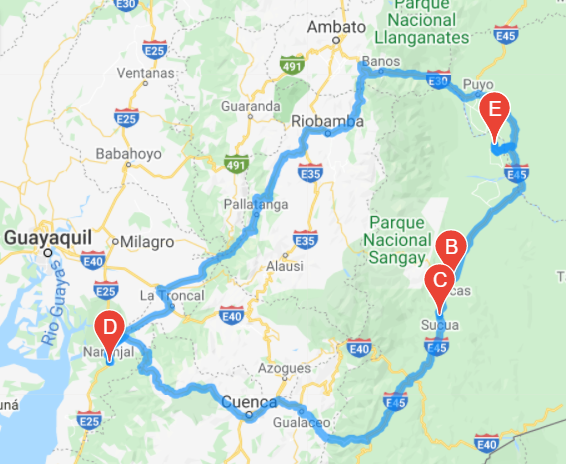 Parque
Nacional
Llanganates
Ambato
E25
E45
491
Banos
E30
Ventanas
Puyo
Guaranda
E
E25
Riobamba
Babahoyo
491
E35
E45
Pallatanga
Parque
Nacional
Sangay
Guayaquil
Milagro
E35
B
E40
Alausi
C
cas
E25
La Troncal
Rio Guayas
E40
D
Sucua
Naranjal
E40
E45
Azogues
Cuenca
E45
Gualaceo
uná
E25
E40